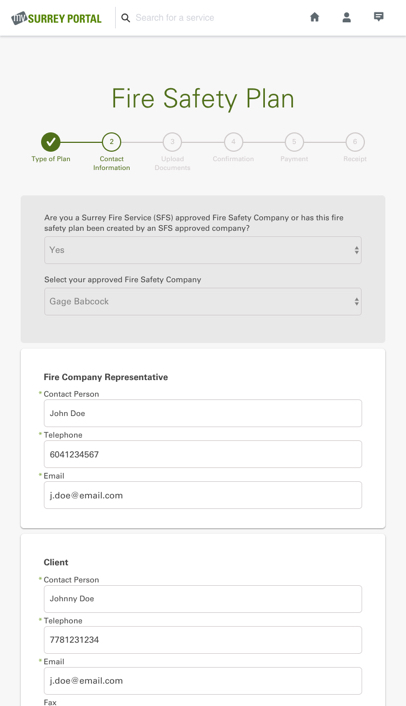 my SURREY PORTAL
Search for a service
Fire Safety Plan
2 3 4 5 6
Type of Plan Contact Information Upload Documents Confirmation Payment Receipt
Are you a Surrey Fire Service (SFS) approved Fire Safety Company or has this fire
safety plan been created by an SFS approved company?
Yes
Select your approved Fire Safety Company
Gage Babcock
Fire Company Representative
* Contact Person
John Doe
* Telephone
6041234567
* Email
j.doe@email.com
Client
* Contact Person
Johnny Doe
* Telephone
7781231234
* Email
j.doe@email.com
Fax